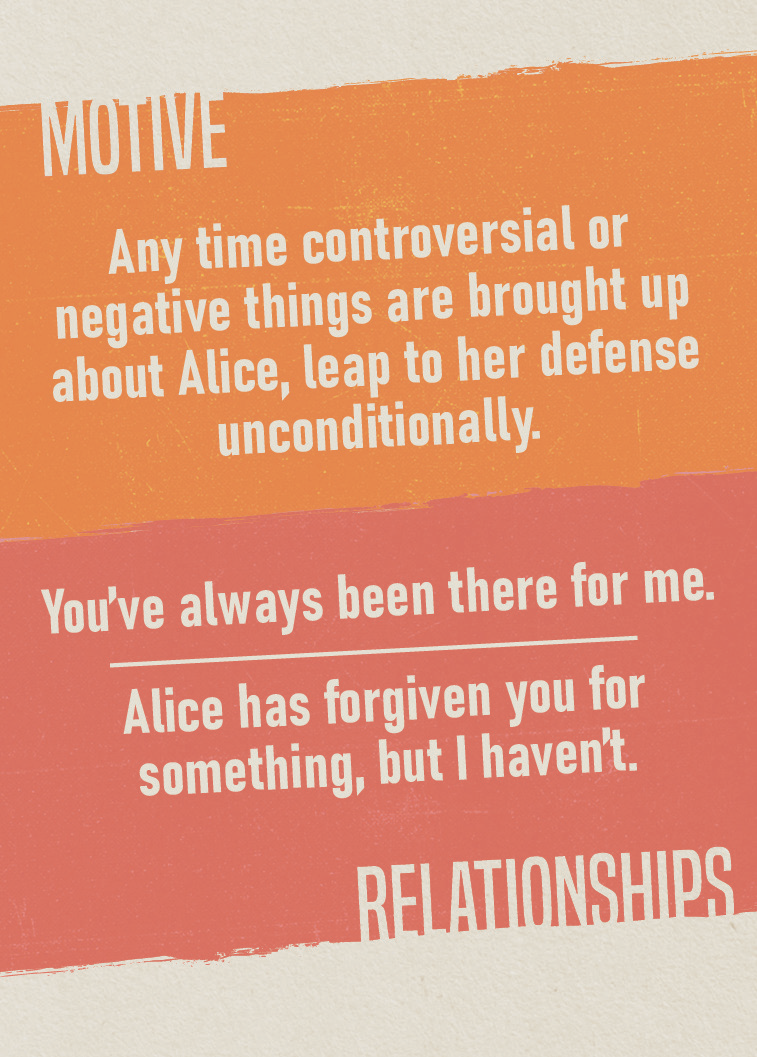 MOTIVE
Any time controversial or
negative things are brought up
about Alice, leap to her defense
unconditionally.
You've always been there for me.
Alice has forgiven you for
something, but I haven't.
RELATIONSHIPS